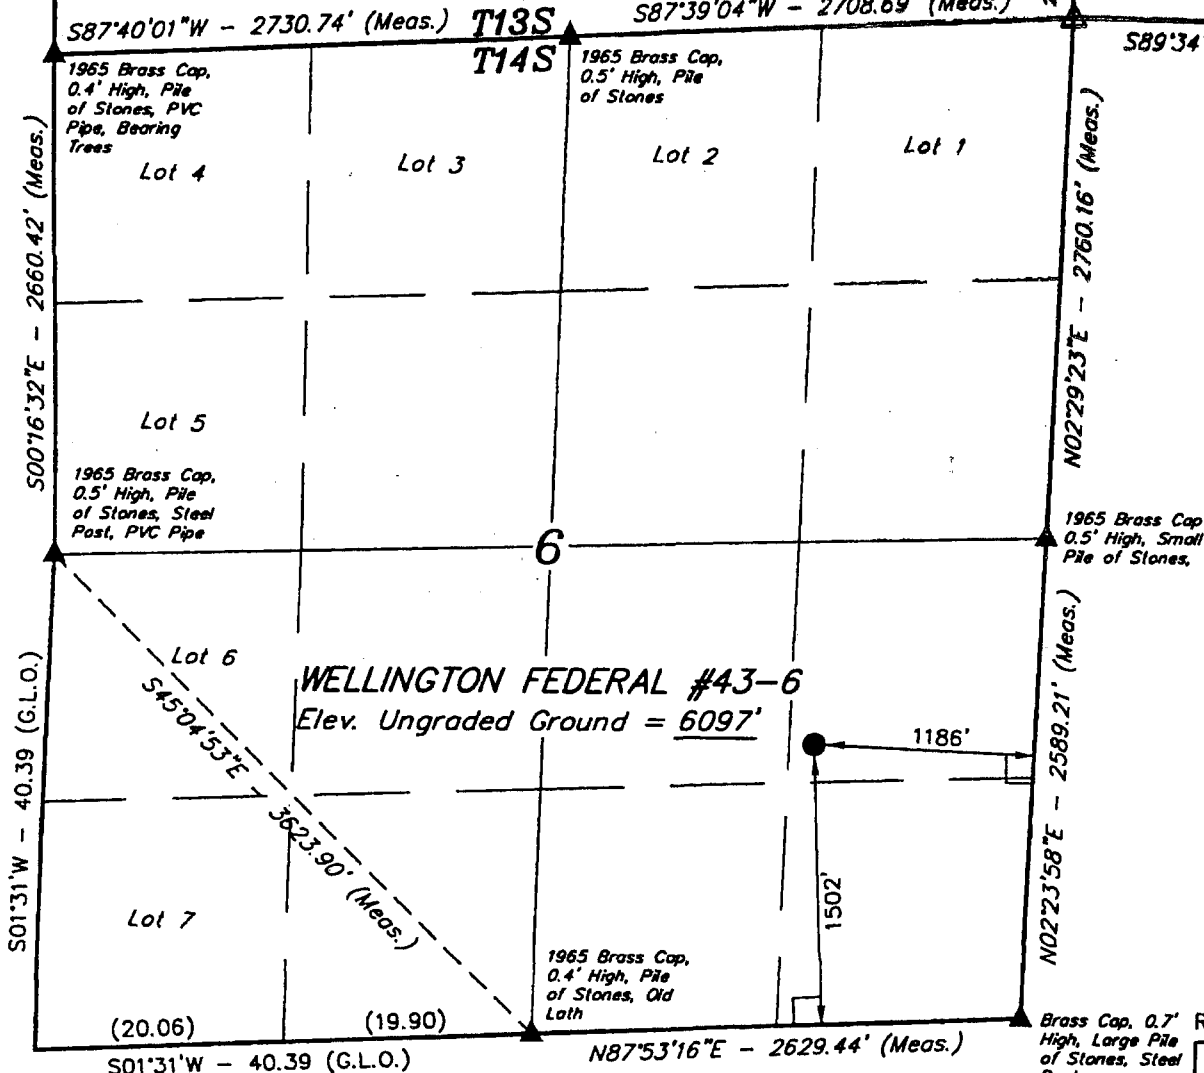 S87°40'01"W - 2730.74' (Meas.)
T13S
S87°39'04"W - 2708.69' (Meas.)
S89°34'
T14S
1965 Brass Cap,
0.4' High, Pile
of Stones, PVC
Pipe, Bearing
Trees
1965 Brass Cap,
0.5' High, Pile
of Stones
Lot 4
Lot 3
Lot 2
Lot 1
S00°16'32"E - 2660.42' (Meas.)
N02°29'23"E - 2760.16' (Meas.)
Lot 5
1965 Brass Cap,
0.5' High, Pile
of Stones, Steel
Post, PVC Pipe
6
1965 Brass Cap
0.5' High, Small
Pile of Stones,
Lot 6
WELLINGTON FEDERAL #43-6
Elev. Ungraded Ground = 6097'
S45°04'53"E - 3623.90' (Meas.)
1186'
1502'
S01°31'W - 40.39 (G.L.O.)
N02°23'58"E - 2589.21' (Meas.)
Lot 7
1965 Brass Cap,
0.4' High, Pile
of Stones, Old
Lath
(20.06)
(19.90)
S01°31'W - 40.39 (G.L.O.)
N87°53'16"E - 2629.44' (Meas.)
Brass Cap, 0.7'
High, Large Pile
of Stones, Steel